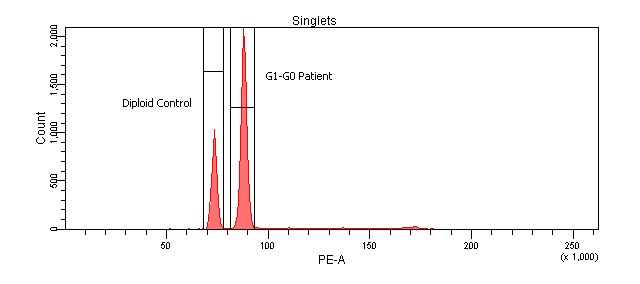 Singlets
2,000
1,500
1,000
500
0
Count
Diploid Control
G1-G0 Patient
50 100 150 200 250
PE-A
(x 1,000)